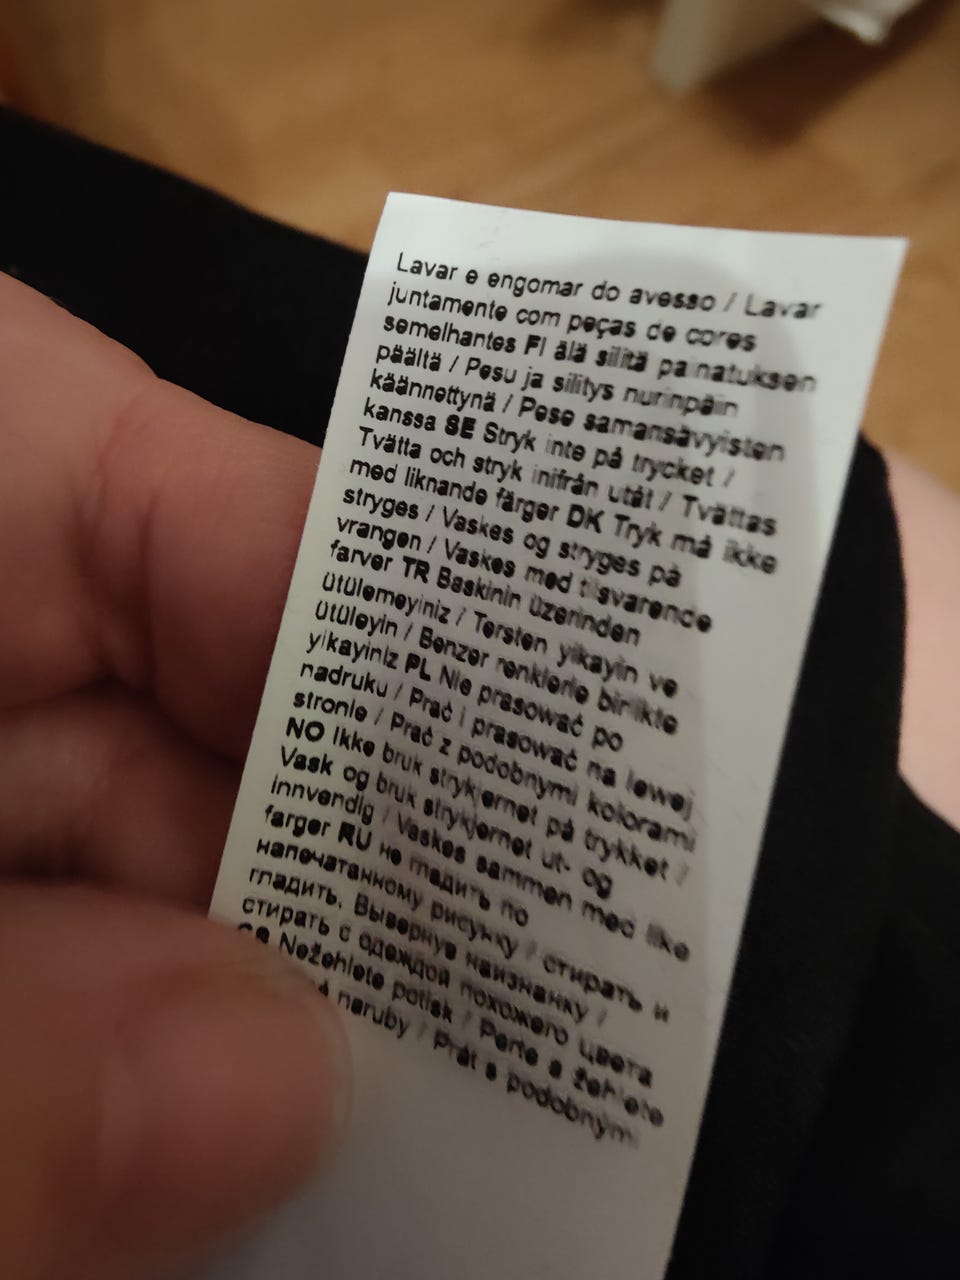 Lavar e engomar do avesso / Lavar
juntamente com peças de cores
semelhantes FI älä silitä painatuksen
päältä / Pesu ja silitys nurinpäin
käännettynä / Pese samansävyisten
kanssa SE Stryk inte på trycket /
Tvätta och stryk inifrån utåt / Tvättas
med liknande färger DK Tryk må ikke
stryges / Vaskes og stryges på
vrangen / Vaskes med tilsvarende
farver TR Baskinin üzerinden
ütülemeyiniz / Tersten yikayin ve
ütüleyin / Benzer renklerle birlikte
yikayiniz PL Nie prasować po
nadruku / Prać i prasować na lewej
stronie / Prać z podobnymi kolorami
NO Ikke bruk strykjernet på trykket /
Vask og bruk strykjernet ut- og
innvendig / Vaskes sammen med like
farger RU не гладить по
напечатанному рисунку / стирать и
гладить. Вывернув наизнанку /
стирать с одеждой похожего цвета
Nežehlete potisk / Perte a žehlete
naruby / Prát s podobnými